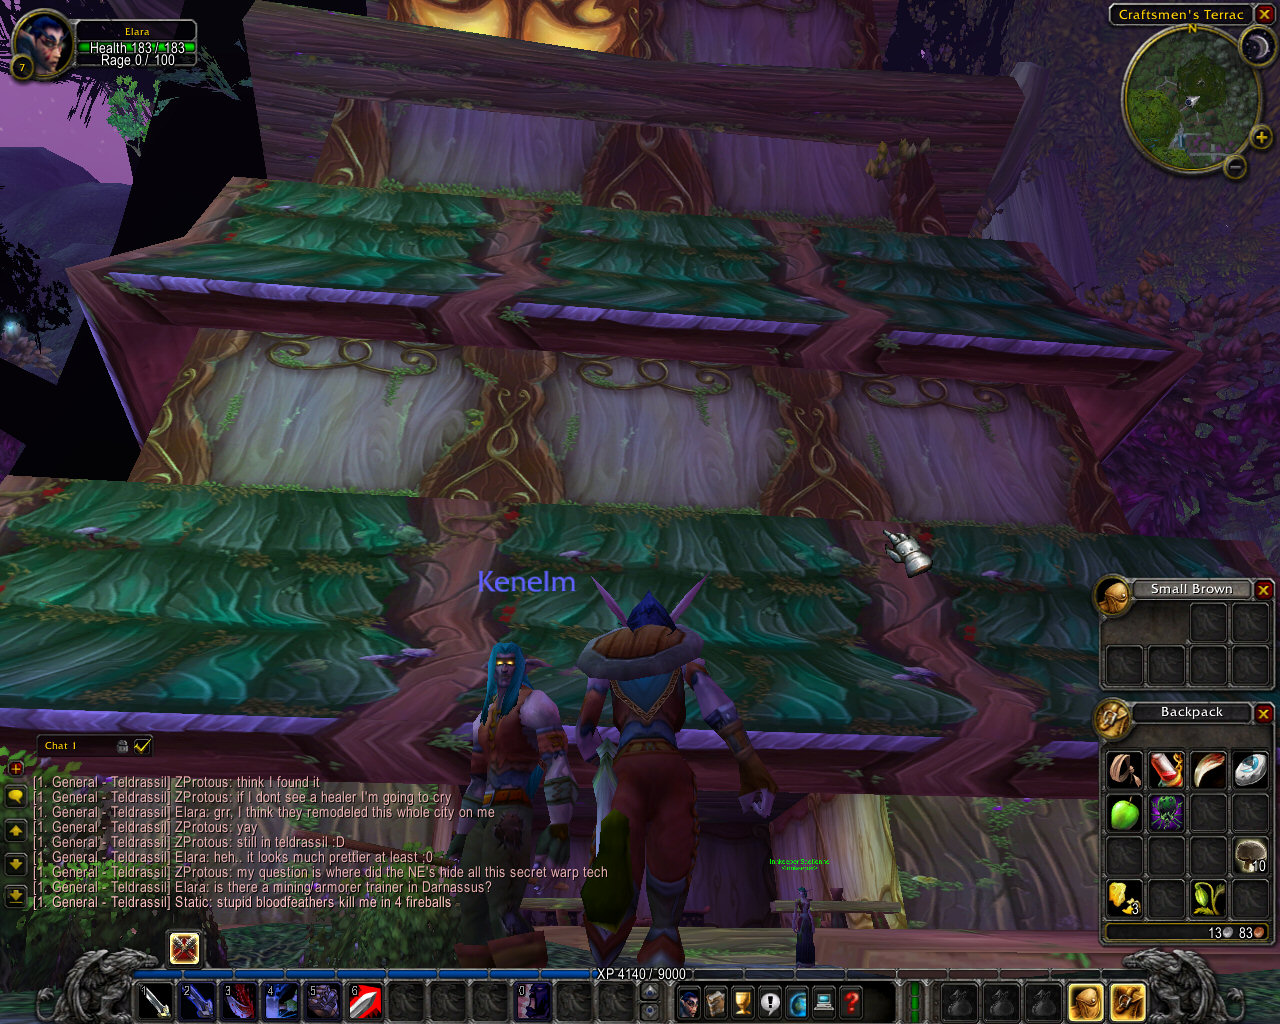 Elara
Health 183 / 183
Rage 0 / 100
7
Craftsmen's Terrac
N
Kenelm
Small Brown
Backpack
Chat 1
[1. General - Teldrassil] ZProtous: think I found it
[1. General - Teldrassil] ZProtous: if I dont see a healer I'm going to cry
[1. General - Teldrassil] Elara: grr, I think they remodeled this whole city on me
[1. General - Teldrassil] ZProtous: yay
[1. General - Teldrassil] ZProtous: still in teldrassil :D
[1. General - Teldrassil] Elara: heh.. it looks much prettier at least ;0
[1. General - Teldrassil] ZProtous: my question is where did the NE's hide all this secret warp tech
[1. General - Teldrassil] Elara: is there a mining/armorer trainer in Darnassus?
[1. General - Teldrassil] Static: stupid bloodfeathers kill me in 4 fireballs
Innkeeper
<Innkeeper>
10
3
13 83
XP 4140 / 9000
1 2 3 4 5 6 0